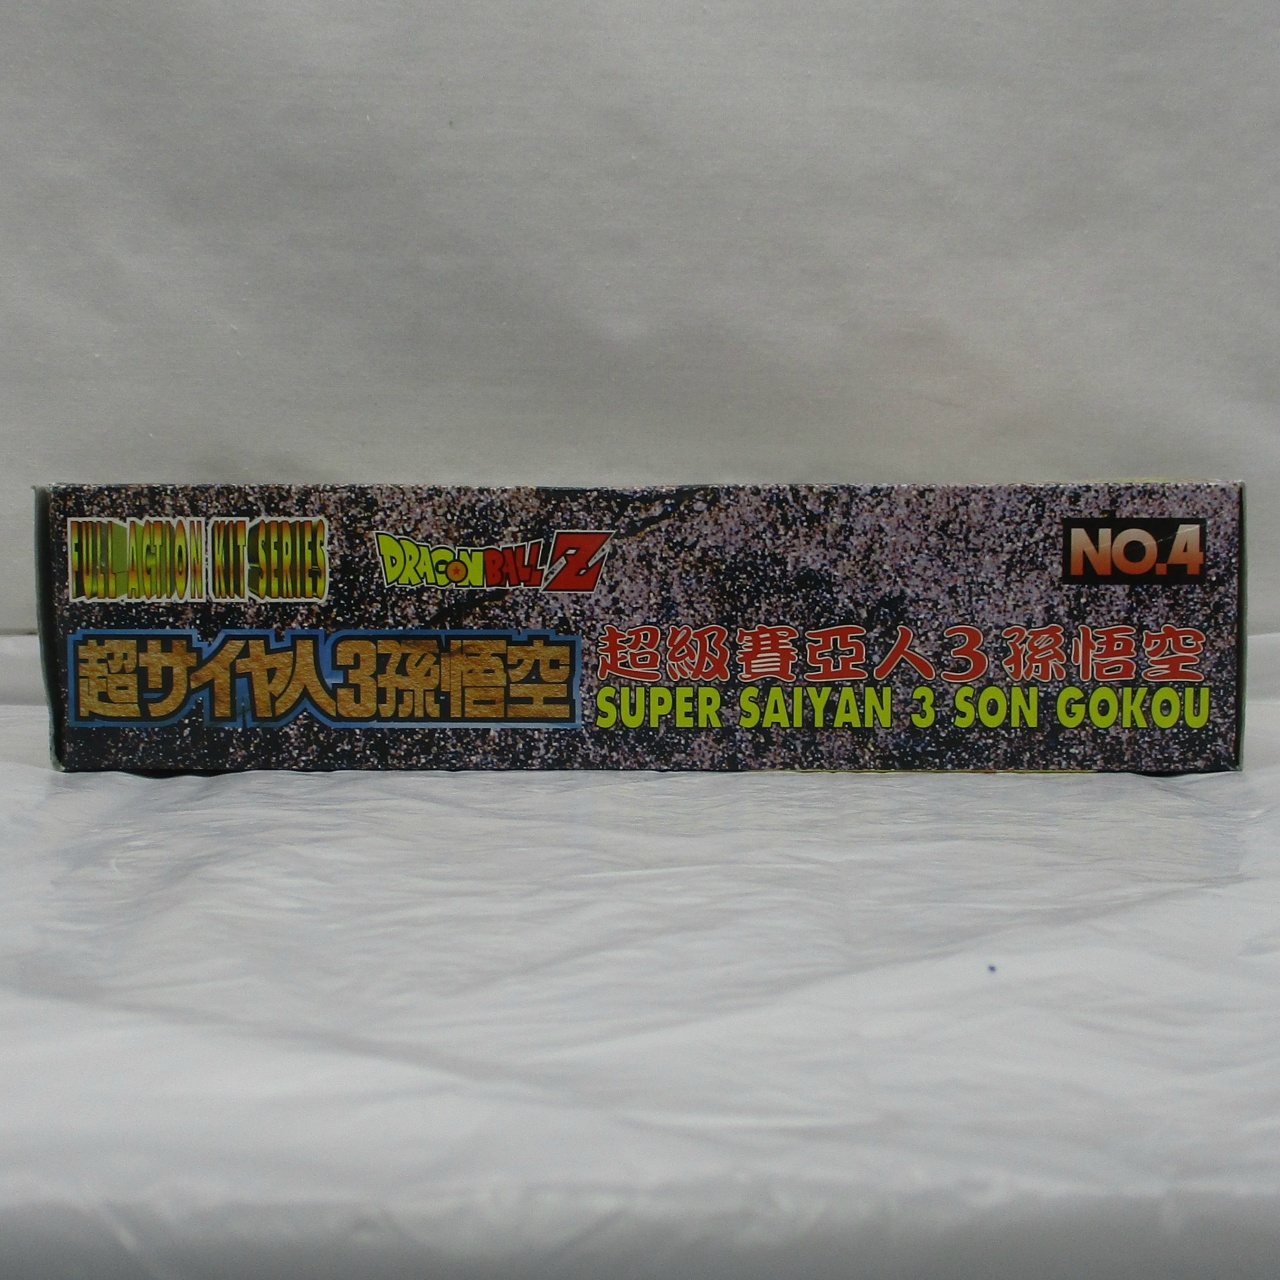 FULL ACTION KIT SERIES
DRAGON BALL Z
NO.4
超サイヤ人3孫悟空
超級賽亞人3孫悟空
SUPER SAIYAN 3 SON GOKOU